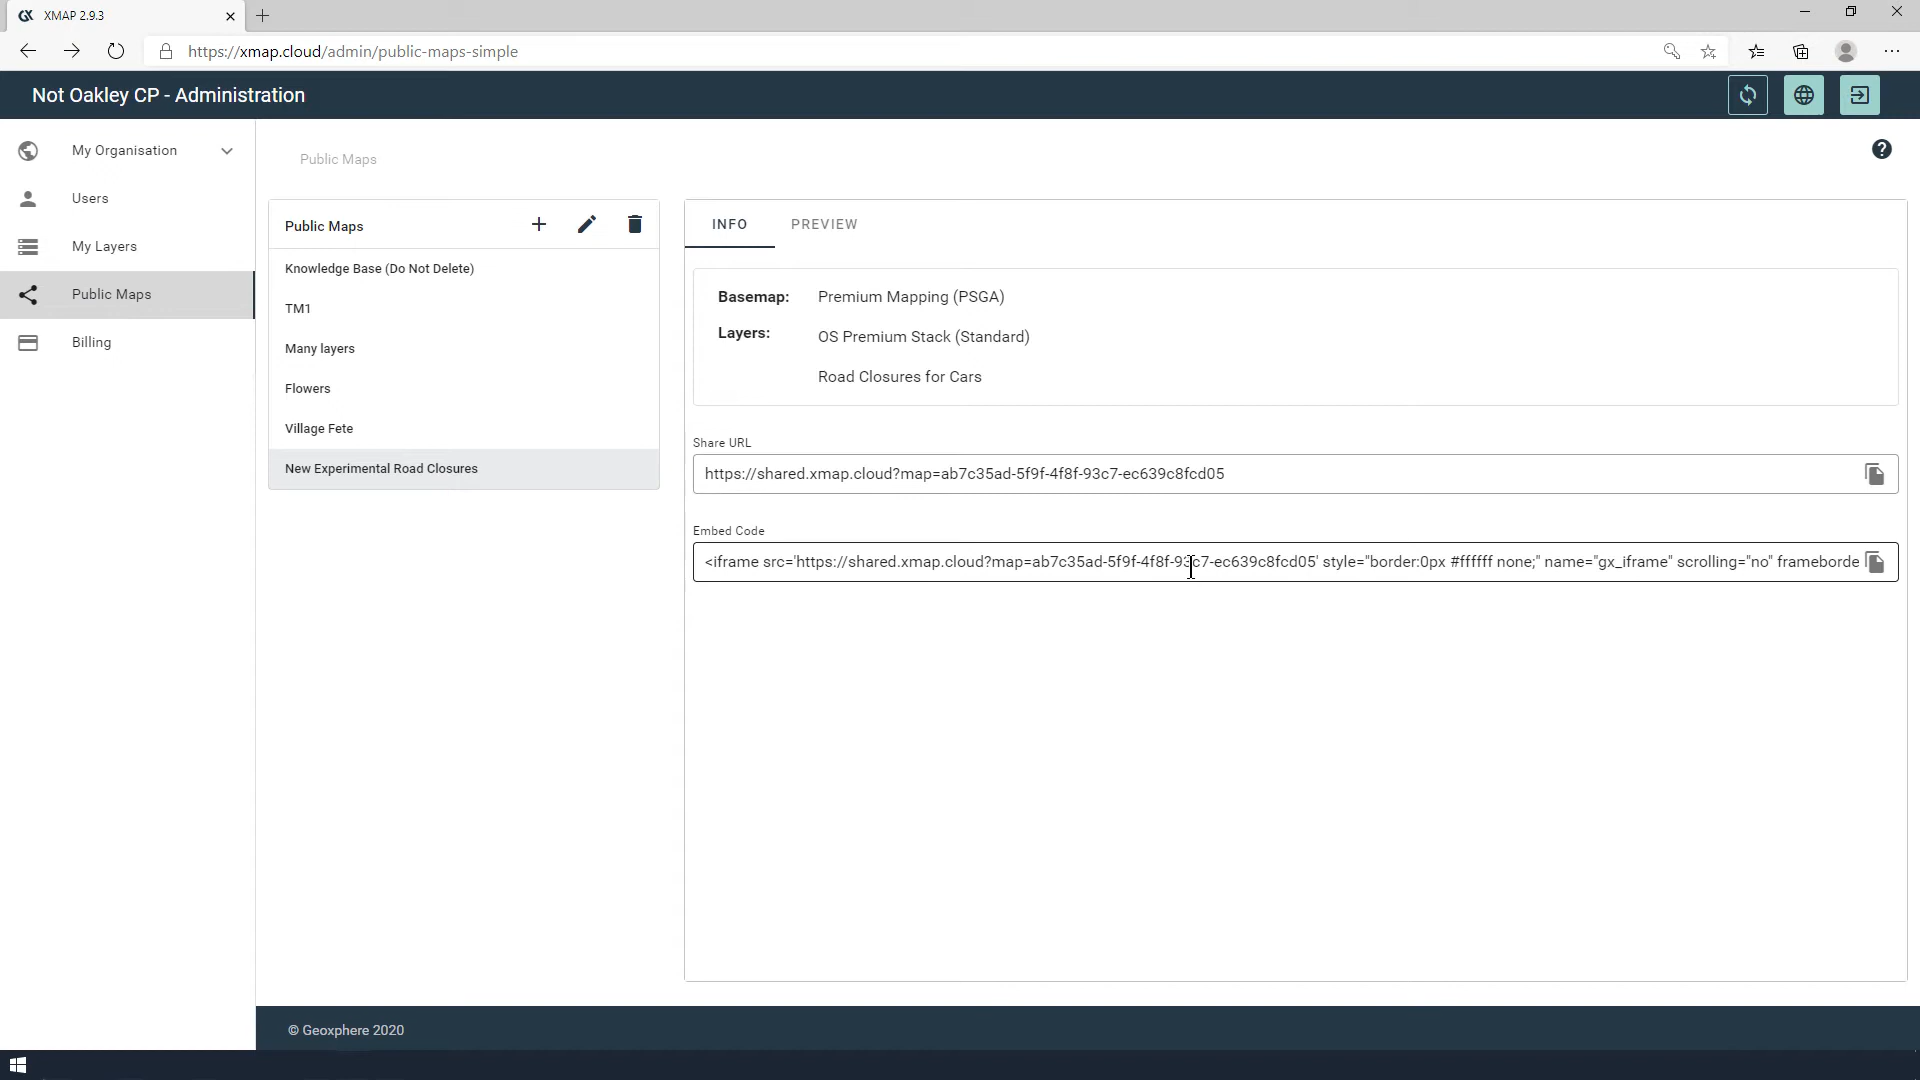 XMAP 2.9.3
https://xmap.cloud/admin/public-maps-simple
Not Oakley CP - Administration
My Organisation
Users
My Layers
Public Maps
Billing
Public Maps
Public Maps
Knowledge Base (Do Not Delete)
TM1
Many layers
Flowers
Village Fete
New Experimental Road Closures
INFO PREVIEW
Basemap: Premium Mapping (PSGA)
Layers: OS Premium Stack (Standard)
Road Closures for Cars
Share URL
https://shared.xmap.cloud?map=ab7c35ad-5f9f-4f8f-93c7-ec639c8fcd05
Embed Code
<iframe src='https://shared.xmap.cloud?map=ab7c35ad-5f9f-4f8f-93c7-ec639c8fcd05' style="border:0px #ffffff none;" name="gx_iframe" scrolling="no" frameborde
© Geoxphere 2020